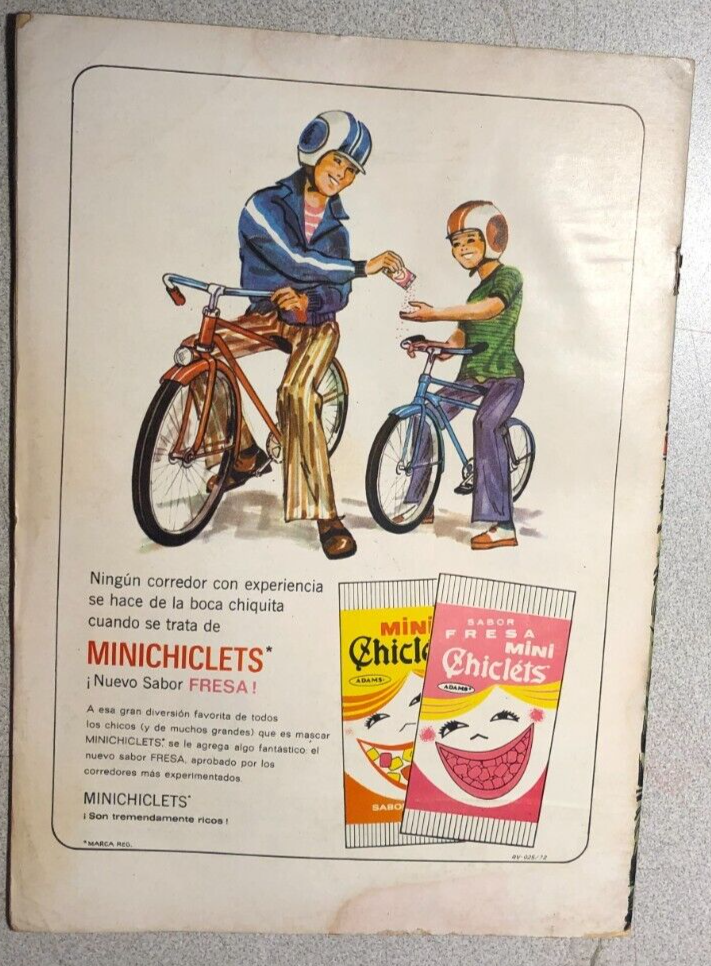 Ningún corredor con experiencia
se hace de la boca chiquita
cuando se trata de
MINICHICLETS*
¡Nuevo Sabor FRESA!
A esa gran diversión favorita de todos
los chicos (y de muchos grandes) que es mascar
MINICHICLETS*, se le agrega algo fantástico: el
nuevo sabor FRESA, aprobado por los
corredores más experimentados.
MINICHICLETS*
¡Son tremendamente ricos!
*MARCA REG.
MINI
Chicle
ADAMS
SABO
SABOR
FRESA
MINI
Chicléts
ADAMS